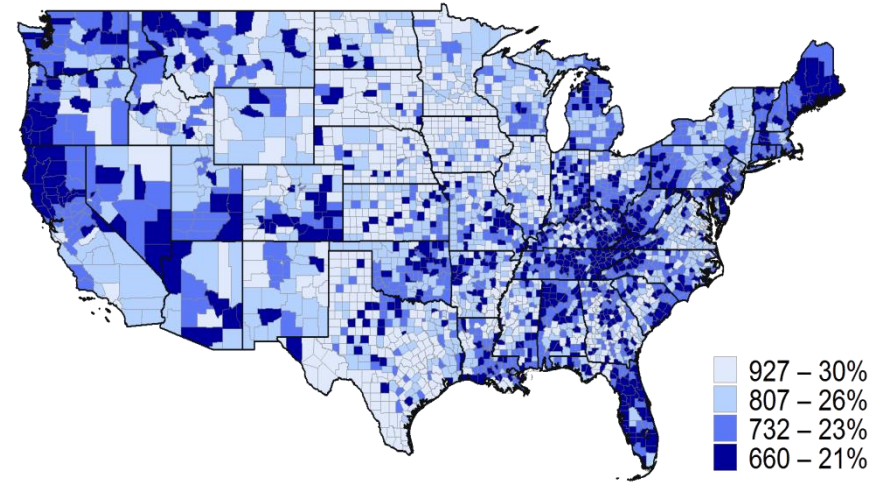 927 – 30%
807 – 26%
732 – 23%
660 – 21%